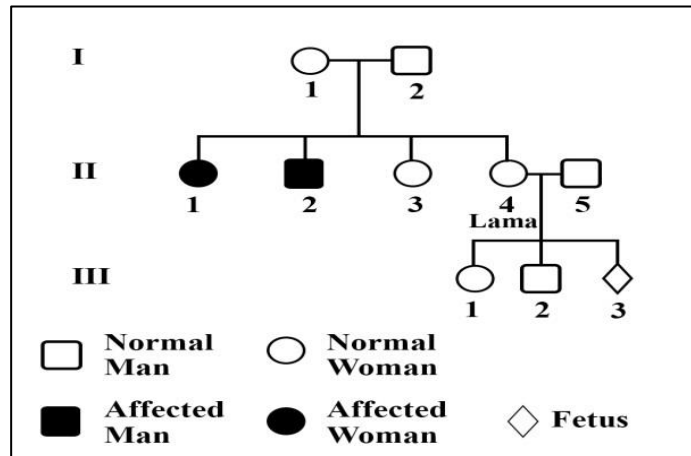 I
1 2
II
1 2 3 4 5
Lama
III
1 2 3
Normal Man
Normal Woman
Affected Man
Affected Woman
Fetus